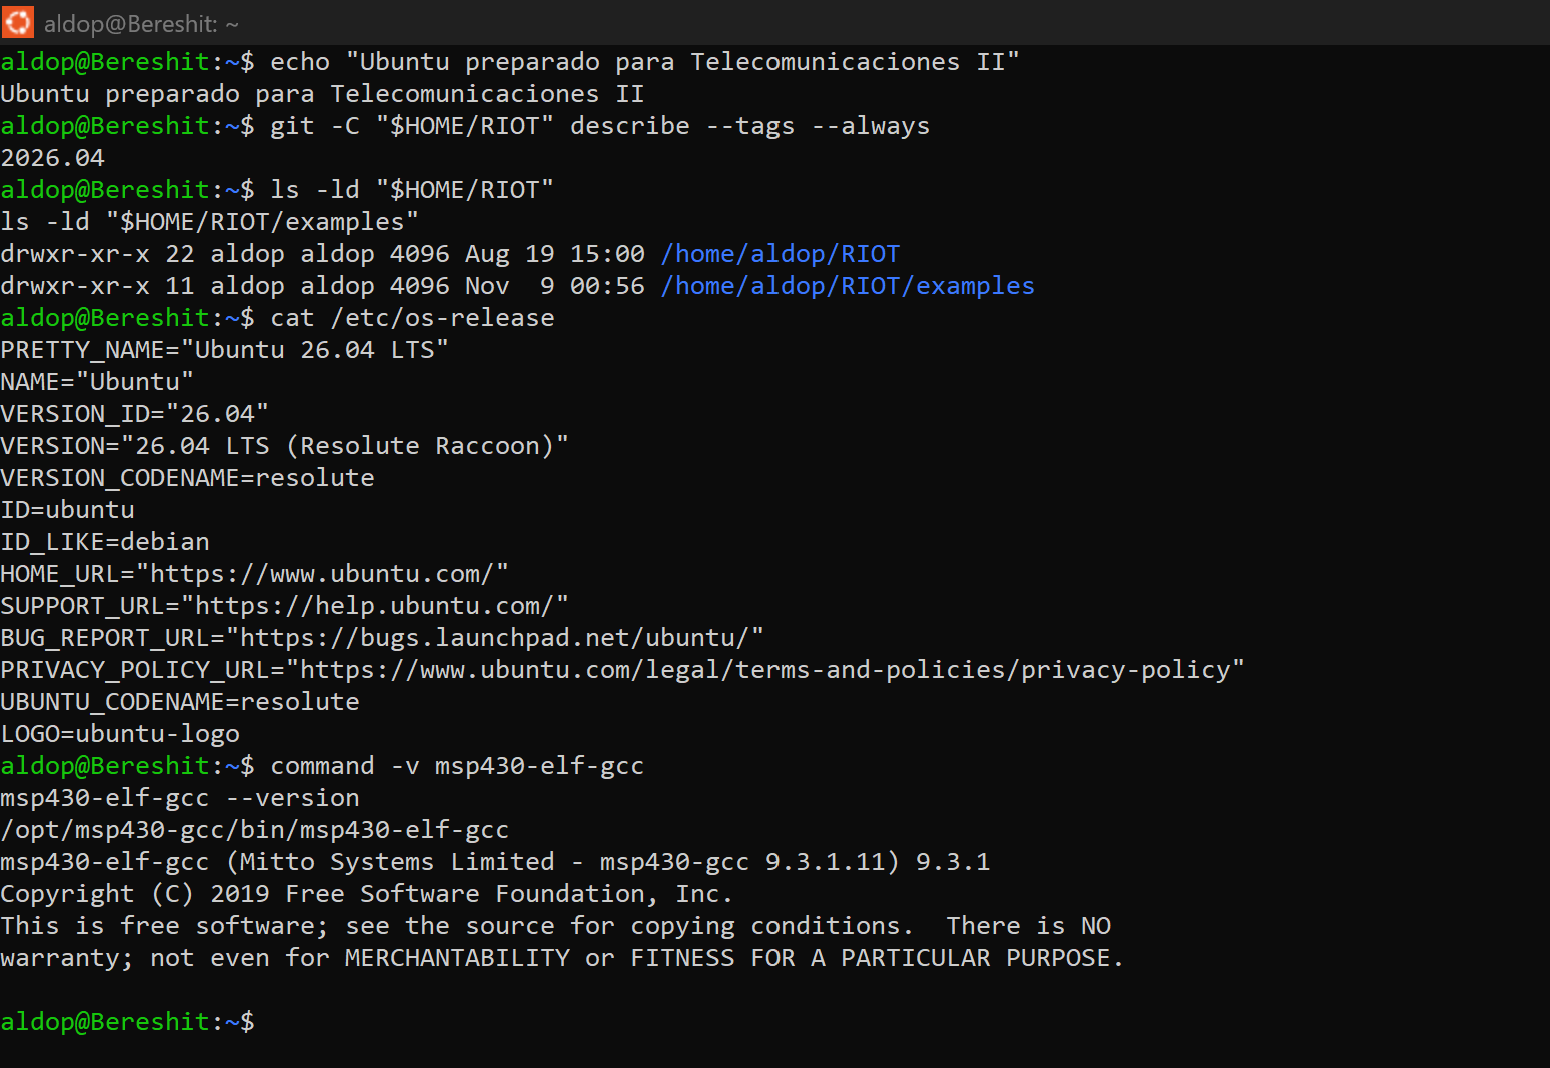 aldop@Bereshit: ~
aldop@Bereshit:~$ echo "Ubuntu preparado para Telecomunicaciones II"
Ubuntu preparado para Telecomunicaciones II
aldop@Bereshit:~$ git -C "$HOME/RIOT" describe --tags --always
2026.04
aldop@Bereshit:~$ ls -ld "$HOME/RIOT"
ls -ld "$HOME/RIOT/examples"
drwxr-xr-x 22 aldop aldop 4096 Aug 19 15:00 /home/aldop/RIOT
drwxr-xr-x 11 aldop aldop 4096 Nov  9 00:56 /home/aldop/RIOT/examples
aldop@Bereshit:~$ cat /etc/os-release
PRETTY_NAME="Ubuntu 26.04 LTS"
NAME="Ubuntu"
VERSION_ID="26.04"
VERSION="26.04 LTS (Resolute Raccoon)"
VERSION_CODENAME=resolute
ID=ubuntu
ID_LIKE=debian
HOME_URL="https://www.ubuntu.com/"
SUPPORT_URL="https://help.ubuntu.com/"
BUG_REPORT_URL="https://bugs.launchpad.net/ubuntu/"
PRIVACY_POLICY_URL="https://www.ubuntu.com/legal/terms-and-policies/privacy-policy"
UBUNTU_CODENAME=resolute
LOGO=ubuntu-logo
aldop@Bereshit:~$ command -v msp430-elf-gcc
msp430-elf-gcc --version
/opt/msp430-gcc/bin/msp430-elf-gcc
msp430-elf-gcc (Mitto Systems Limited - msp430-gcc 9.3.1.11) 9.3.1
Copyright (C) 2019 Free Software Foundation, Inc.
This is free software; see the source for copying conditions.  There is NO
warranty; not even for MERCHANTABILITY or FITNESS FOR A PARTICULAR PURPOSE.
aldop@Bereshit:~$